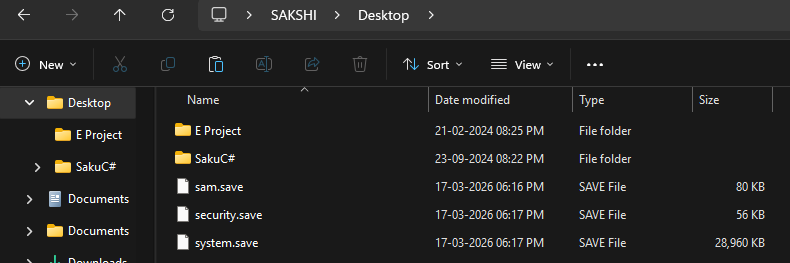 SAKSHI Desktop
New Sort View
Name Date modified Type Size
Desktop
E Project
SakuC#
Documents
Documents
Downloads
E Project 21-02-2024 08:25 PM File folder
SakuC# 23-09-2024 08:22 PM File folder
sam.save 17-03-2026 06:16 PM SAVE File 80 KB
security.save 17-03-2026 06:17 PM SAVE File 56 KB
system.save 17-03-2026 06:17 PM SAVE File 28,960 KB